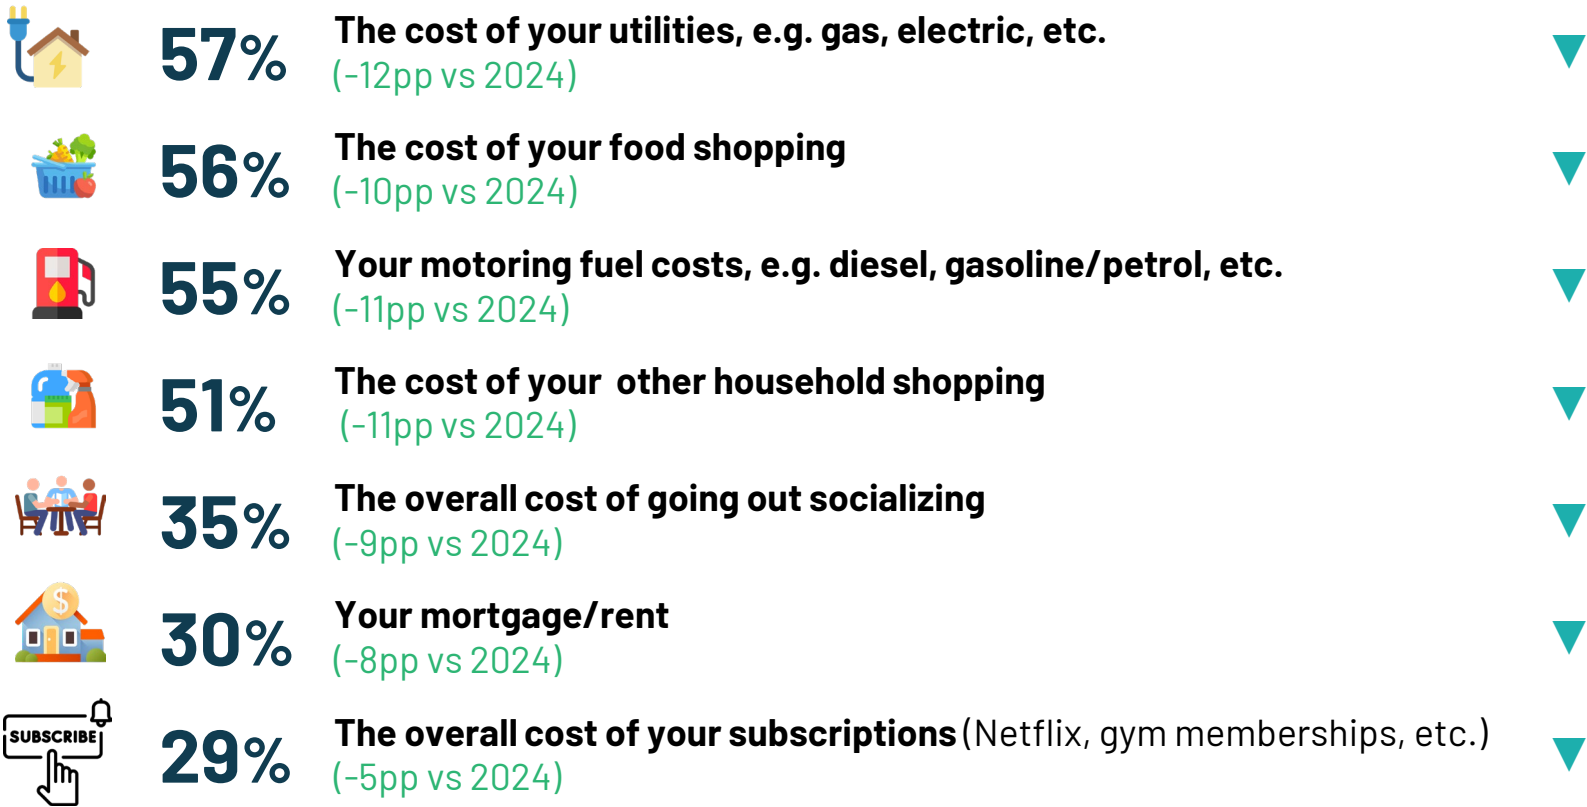 57%
The cost of your utilities, e.g. gas, electric, etc.
(-12pp vs 2024)
56%
The cost of your food shopping
(-10pp vs 2024)
55%
Your motoring fuel costs, e.g. diesel, gasoline/petrol, etc.
(-11pp vs 2024)
51%
The cost of your  other household shopping
(-11pp vs 2024)
35%
The overall cost of going out socializing
(-9pp vs 2024)
$
30%
Your mortgage/rent
(-8pp vs 2024)
SUBSCRIBE
29%
The overall cost of your subscriptions (Netflix, gym memberships, etc.)
(-5pp vs 2024)